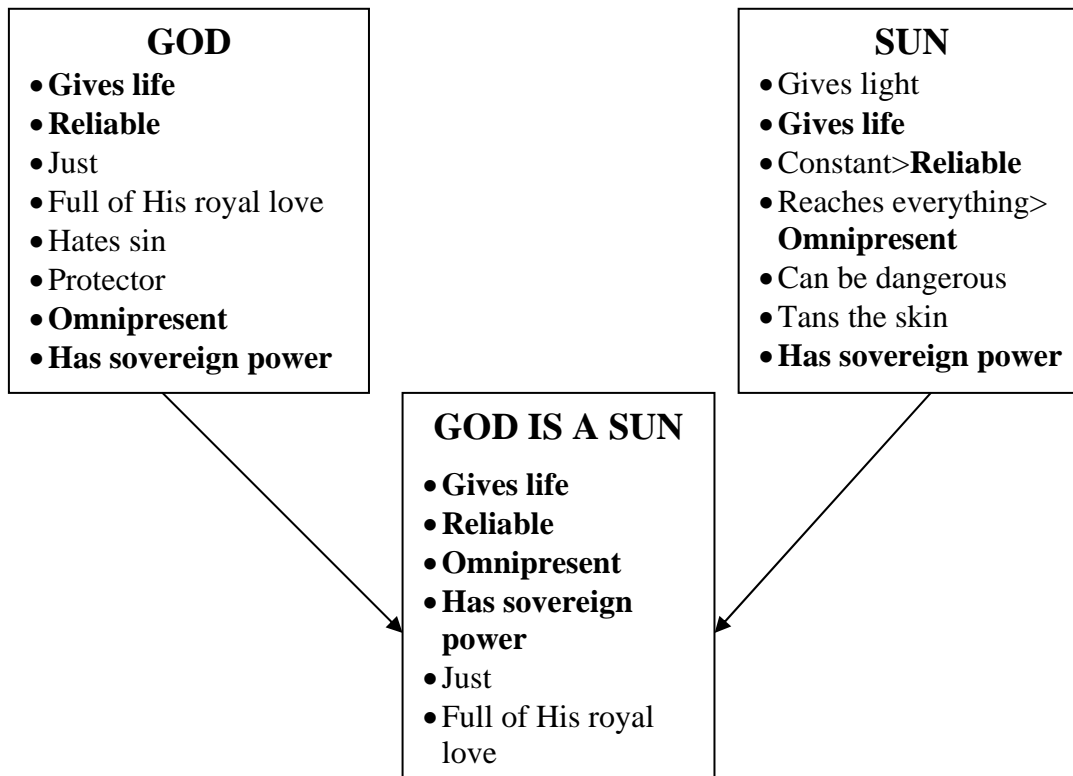 GOD
• Gives life
• Reliable
• Just
• Full of His royal love
• Hates sin
• Protector
• Omnipresent
• Has sovereign power
SUN
• Gives light
• Gives life
• Constant>Reliable
• Reaches everything>
Omnipresent
• Can be dangerous
• Tans the skin
• Has sovereign power
GOD IS A SUN
• Gives life
• Reliable
• Omnipresent
• Has sovereign
power
• Just
• Full of His royal
love